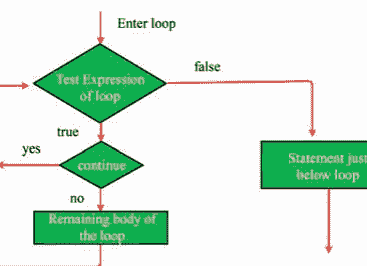 Enter loop
Test Expression
of loop
false
true
yes
continue
no
Statement just
below loop
Remaining body of
the loop